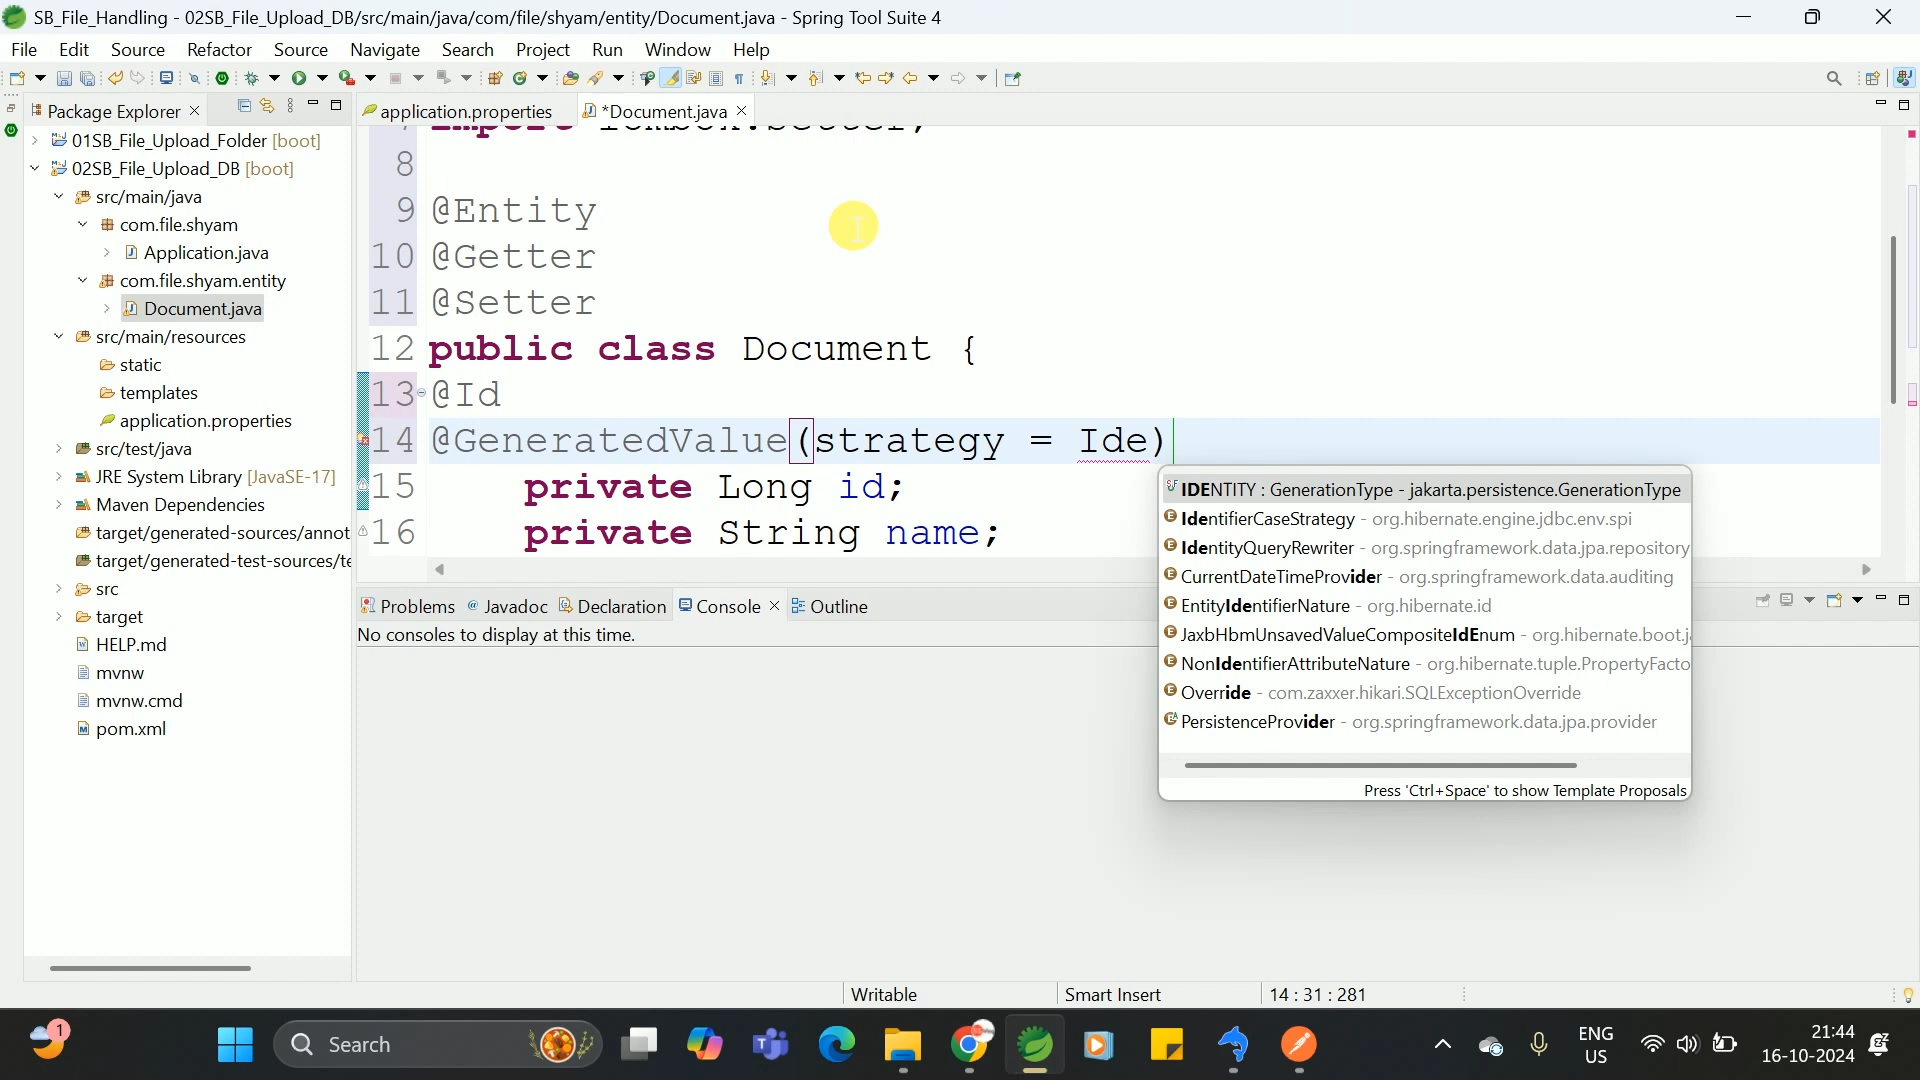 SB_File_Handling - 02SB_File_Upload_DB/src/main/java/com/file/shyam/entity/Document.java - Spring Tool Suite 4
File Edit Source Refactor Source Navigate Search Project Run Window Help
Package Explorer
application.properties
*Document.java
01SB_File_Upload_Folder [boot]
02SB_File_Upload_DB [boot]
src/main/java
com.file.shyam
Application.java
com.file.shyam.entity
Document.java
src/main/resources
static
templates
application.properties
src/test/java
JRE System Library [JavaSE-17]
Maven Dependencies
target/generated-sources/annot
target/generated-test-sources/te
src
target
HELP.md
mvnw
mvnw.cmd
pom.xml
8
9 @Entity
10 @Getter
11 @Setter
12 public class Document {
13 @Id
14 @GeneratedValue(strategy = Ide)
15 private Long id;
16 private String name;
IDENTITY : GenerationType - jakarta.persistence.GenerationType
IdentifierCaseStrategy - org.hibernate.engine.jdbc.env.spi
IdentityQueryRewriter - org.springframework.data.jpa.repository
CurrentDateTimeProvider - org.springframework.data.auditing
EntityIdentifierNature - org.hibernate.id
JaxbHbmUnsavedValueCompositeIdEnum - org.hibernate.boot.j
NonIdentifierAttributeNature - org.hibernate.tuple.PropertyFacto
Override - com.zaxxer.hikari.SQLExceptionOverride
PersistenceProvider - org.springframework.data.jpa.provider
Press 'Ctrl+Space' to show Template Proposals
Problems @ Javadoc Declaration Console Outline
No consoles to display at this time.
Writable
Smart Insert
14 : 31 : 281
1
Search
ENG
US
21:44
16-10-2024